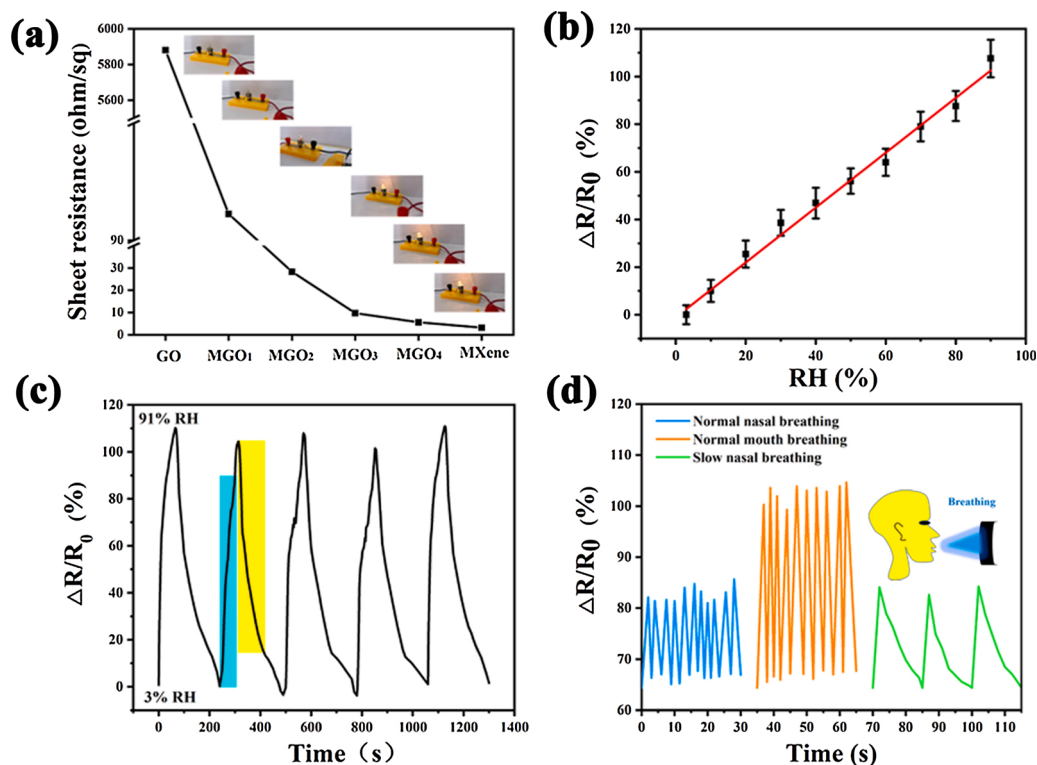 (a)
Sheet resistance (ohm/sq)
6000
5800
5600
90
30
20
10
0
GO
MGO₁
MGO₂
MGO₃
MGO₄
MXene
(b)
ΔR/R0 (%)
120
100
80
60
40
20
0
0
20
40
60
80
100
RH (%)
(c)
ΔR/R₀ (%)
120
100
80
60
40
20
0
91% RH
3% RH
0
200
400
600
800
1000
1200
1400
Time (s)
(d)
ΔR/R0 (%)
120
110
100
90
80
70
60
Normal nasal breathing
Normal mouth breathing
Slow nasal breathing
Breathing
0
10
20
30
40
50
60
70
80
90
100
110
Time (s)